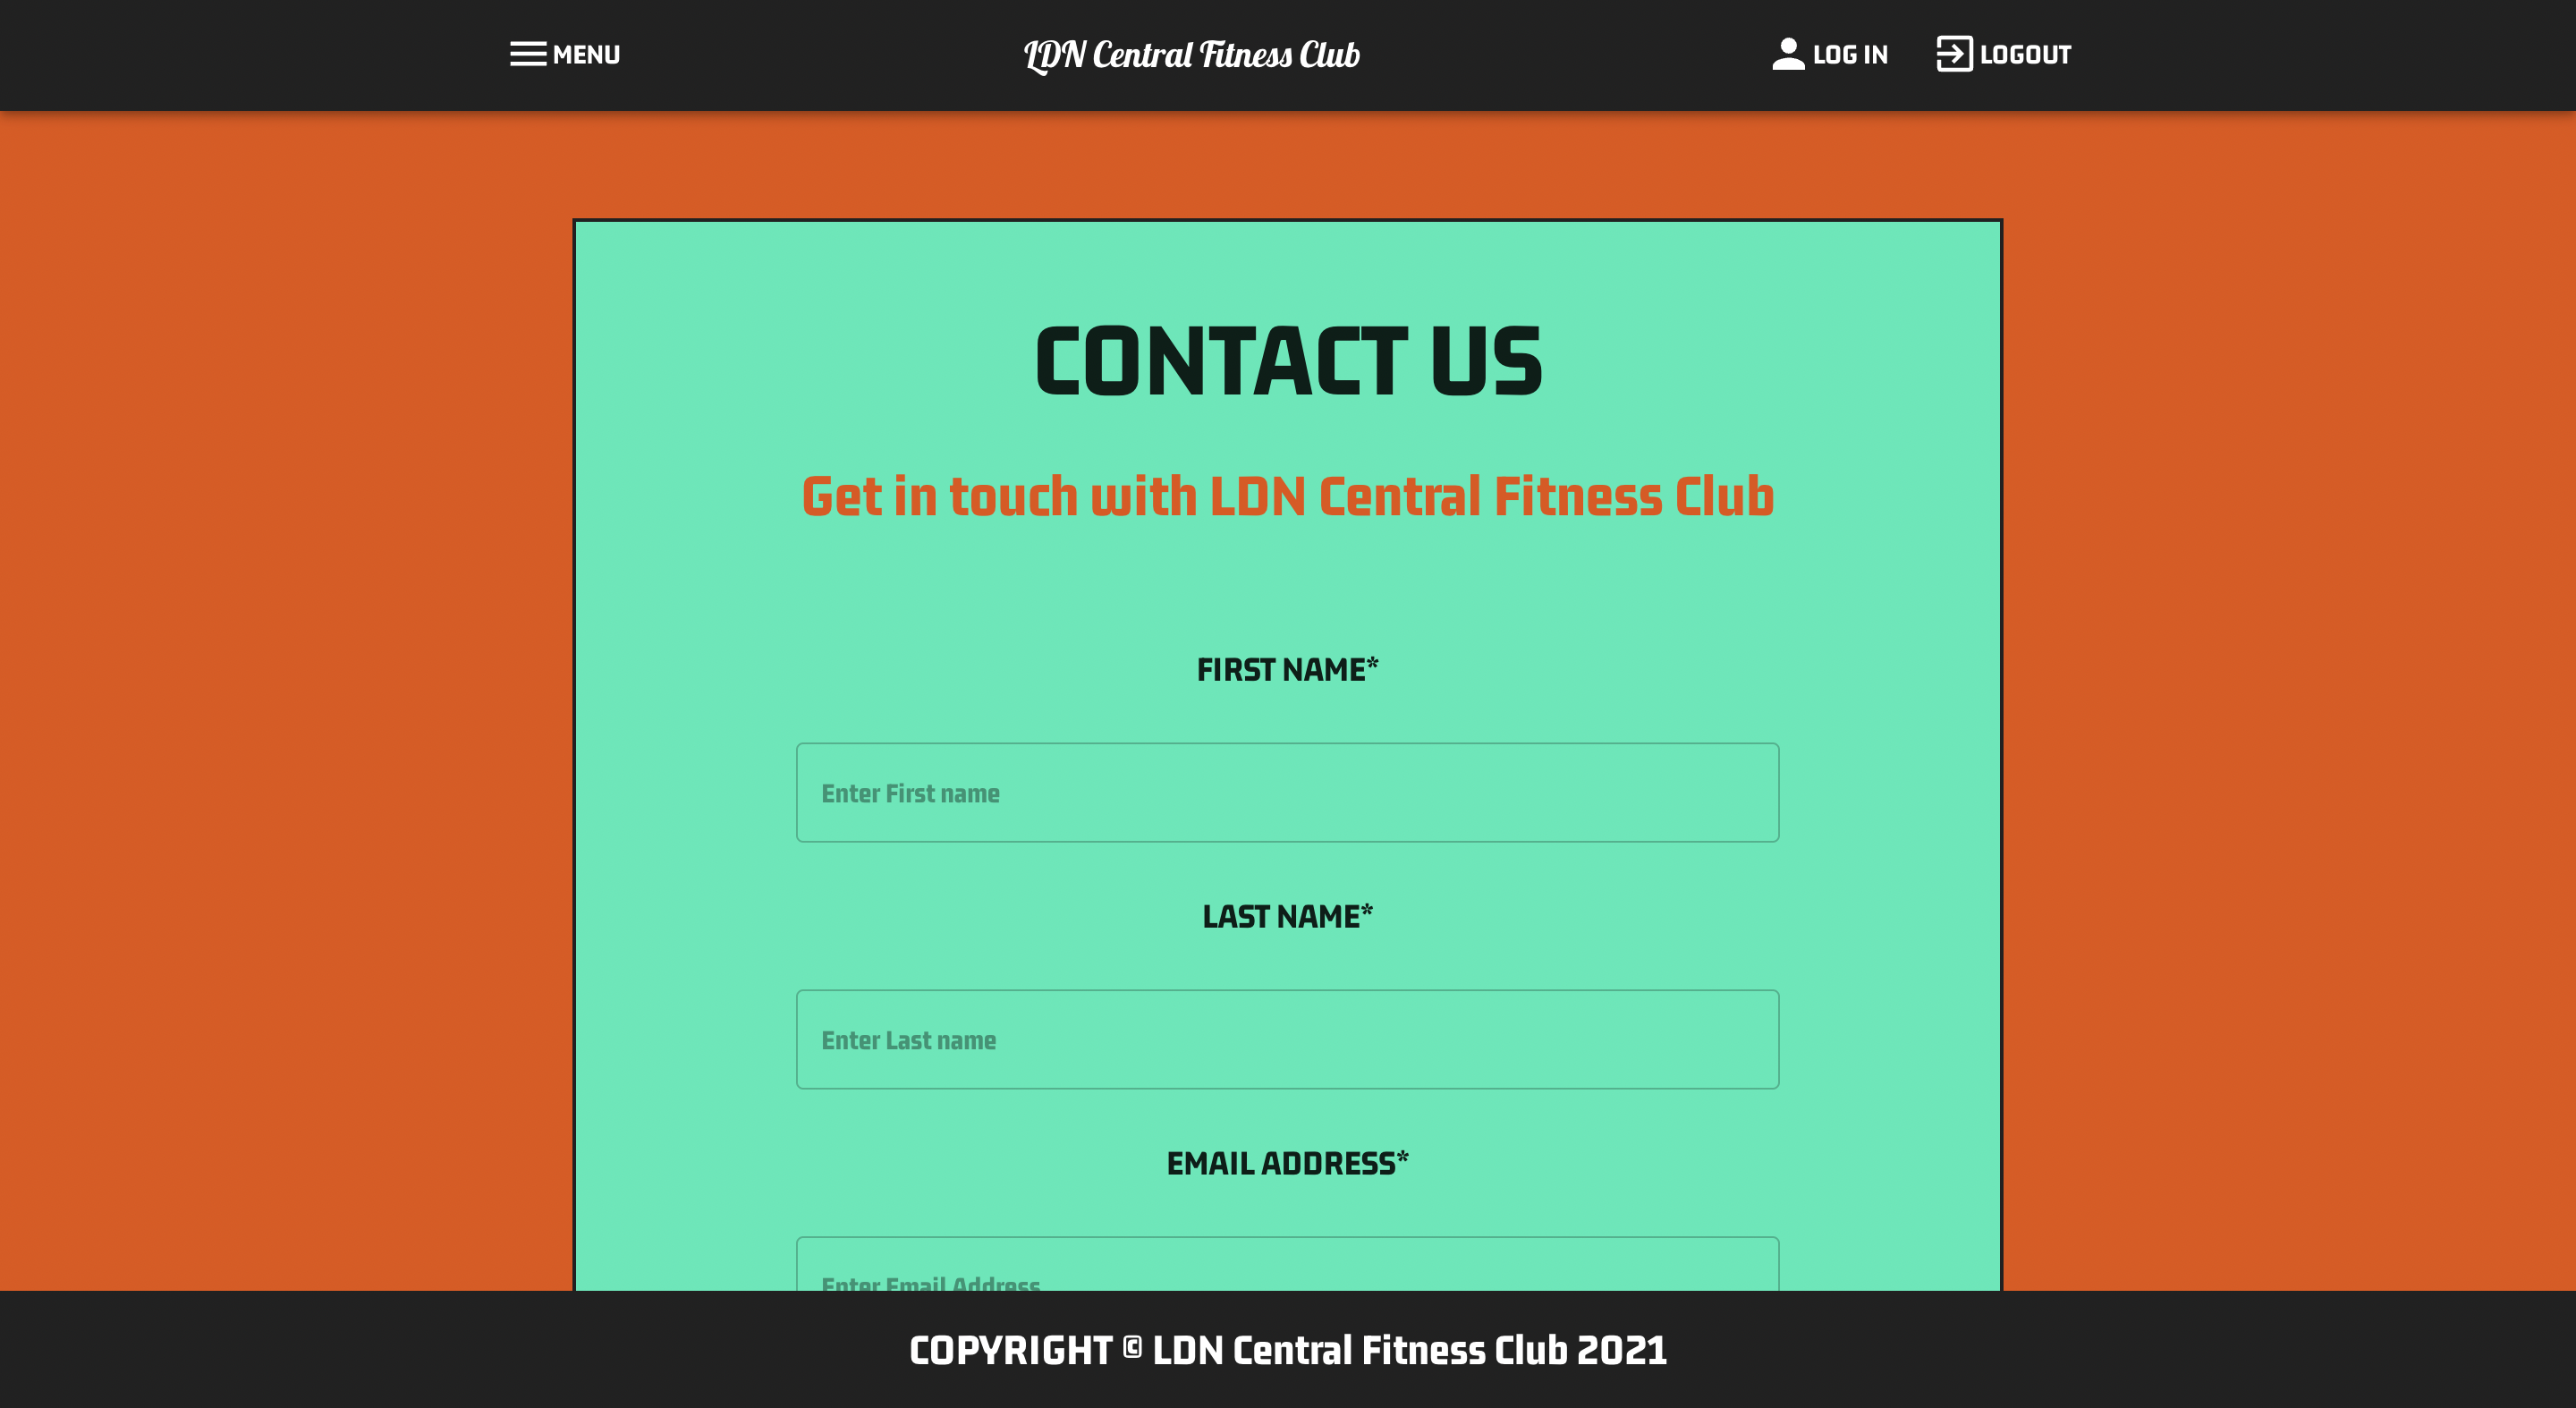 MENU
LDN Central Fitness Club
LOG IN
LOGOUT
CONTACT US
Get in touch with LDN Central Fitness Club
FIRST NAME*
Enter First name
LAST NAME*
Enter Last name
EMAIL ADDRESS*
Enter Email Address
COPYRIGHT © LDN Central Fitness Club 2021